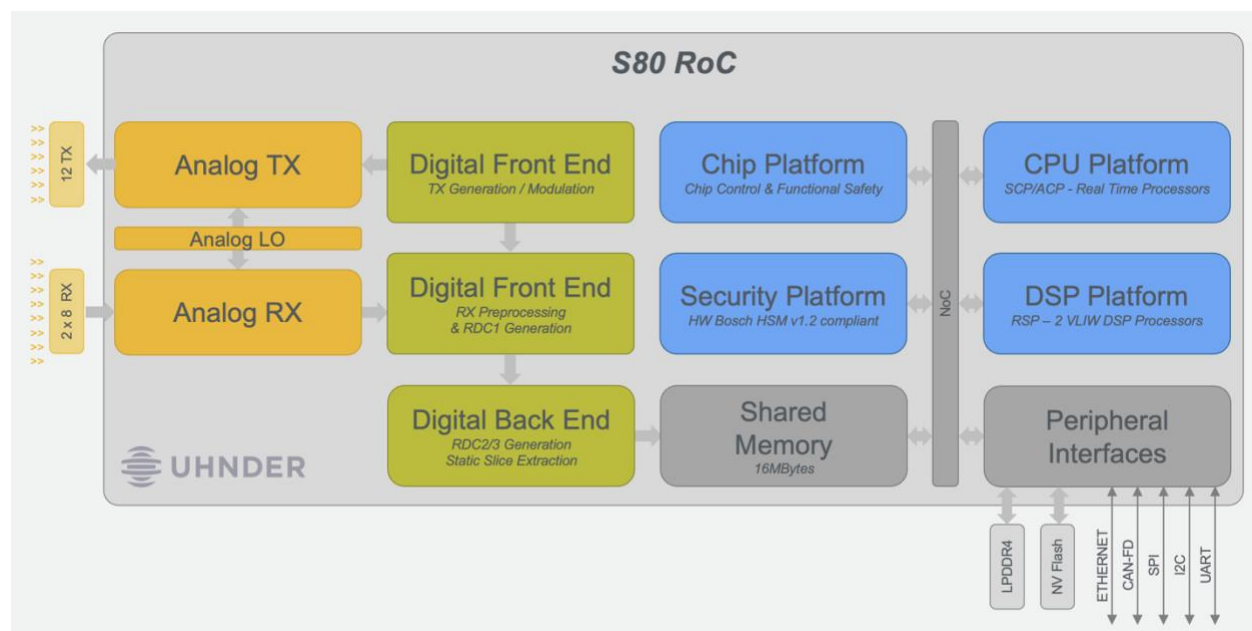 S80 RoC
>>
>>
>>
>>
>>
>>
12 TX
Analog TX
Digital Front End
TX Generation / Modulation
Chip Platform
Chip Control & Functional Safety
CPU Platform
SCP/ACP - Real Time Processors
Analog LO
>>
>>
>>
>>
>>
>>
>>
>>
2 x 8 RX
Analog RX
Digital Front End
RX Preprocessing
& RDC1 Generation
Security Platform
HW Bosch HSM v1.2 compliant
NoC
DSP Platform
RSP – 2 VLIW DSP Processors
UHNDER
Digital Back End
RDC2/3 Generation
Static Slice Extraction
Shared
Memory
16MBytes
Peripheral
Interfaces
LPDDR4
NV Flash
ETHERNET
CAN-FD
SPI
I2C
UART